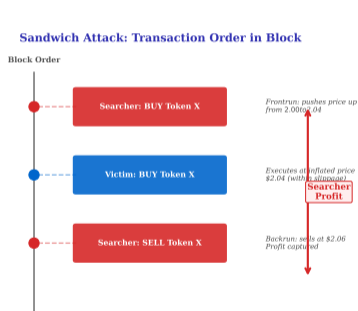 Sandwich Attack: Transaction Order in Block
Block Order
Searcher: BUY Token X
Frontrun: pushes price up
from 2.00to2.04
Victim: BUY Token X
Executes at inflated price
$2.04 (within slippage)
Searcher
Profit
Searcher: SELL Token X
Backrun: sells at $2.06
Profit captured